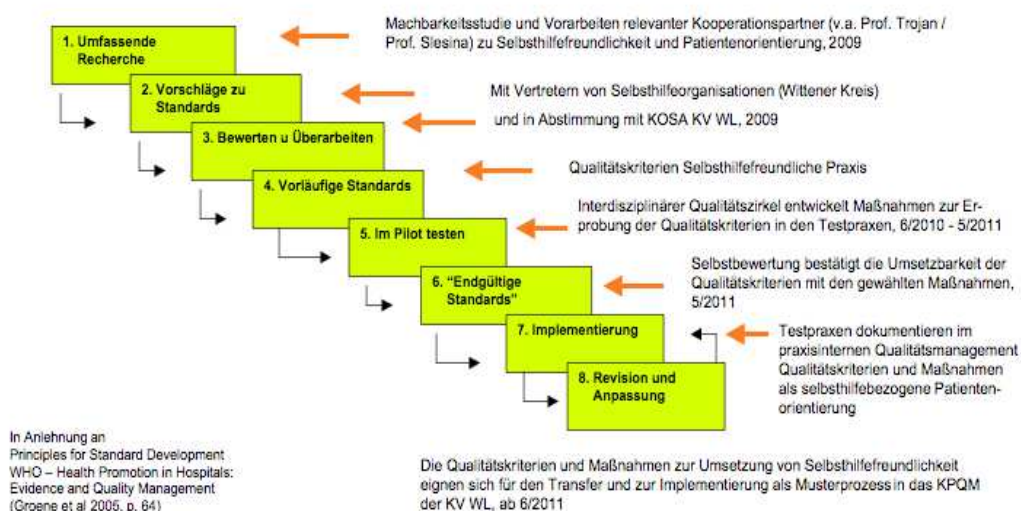 1. Umfassende
Recherche
Machbarkeitsstudie und Vorarbeiten relevanter Kooperationspartner (v.a. Prof. Trojan /
Prof. Slesina) zu Selbsthilfefreundlichkeit und Patientenorientierung, 2009
2. Vorschläge zu
Standards
Mit Vertretern von Selbsthilfeorganisationen (Wittener Kreis)
und in Abstimmung mit KOSA KV WL, 2009
3. Bewerten u Überarbeiten
4. Vorläufige Standards
Qualitätskriterien Selbsthilfefreundliche Praxis
5. Im Pilot testen
Interdisziplinärer Qualitätszirkel entwickelt Maßnahmen zur Er-
probung der Qualitätskriterien in den Testpraxen, 6/2010 - 5/2011
6. "Endgültige
Standards"
Selbstbewertung bestätigt die Umsetzbarkeit der
Qualitätskriterien mit den gewählten Maßnahmen,
5/2011
7. Implementierung
Testpraxen dokumentieren im
praxisinternen Qualitätsmanagement
Qualitätskriterien und Maßnahmen
als selbsthilfebezogene Patienten-
orientierung
8. Revision und
Anpassung
In Anlehnung an
Principles for Standard Development
WHO – Health Promotion in Hospitals:
Evidence and Quality Management
(Groene et al 2005, p. 64)
Die Qualitätskriterien und Maßnahmen zur Umsetzung von Selbsthilfefreundlichkeit
eignen sich für den Transfer und zur Implementierung als Musterprozess in das KPQM
der KV WL, ab 6/2011